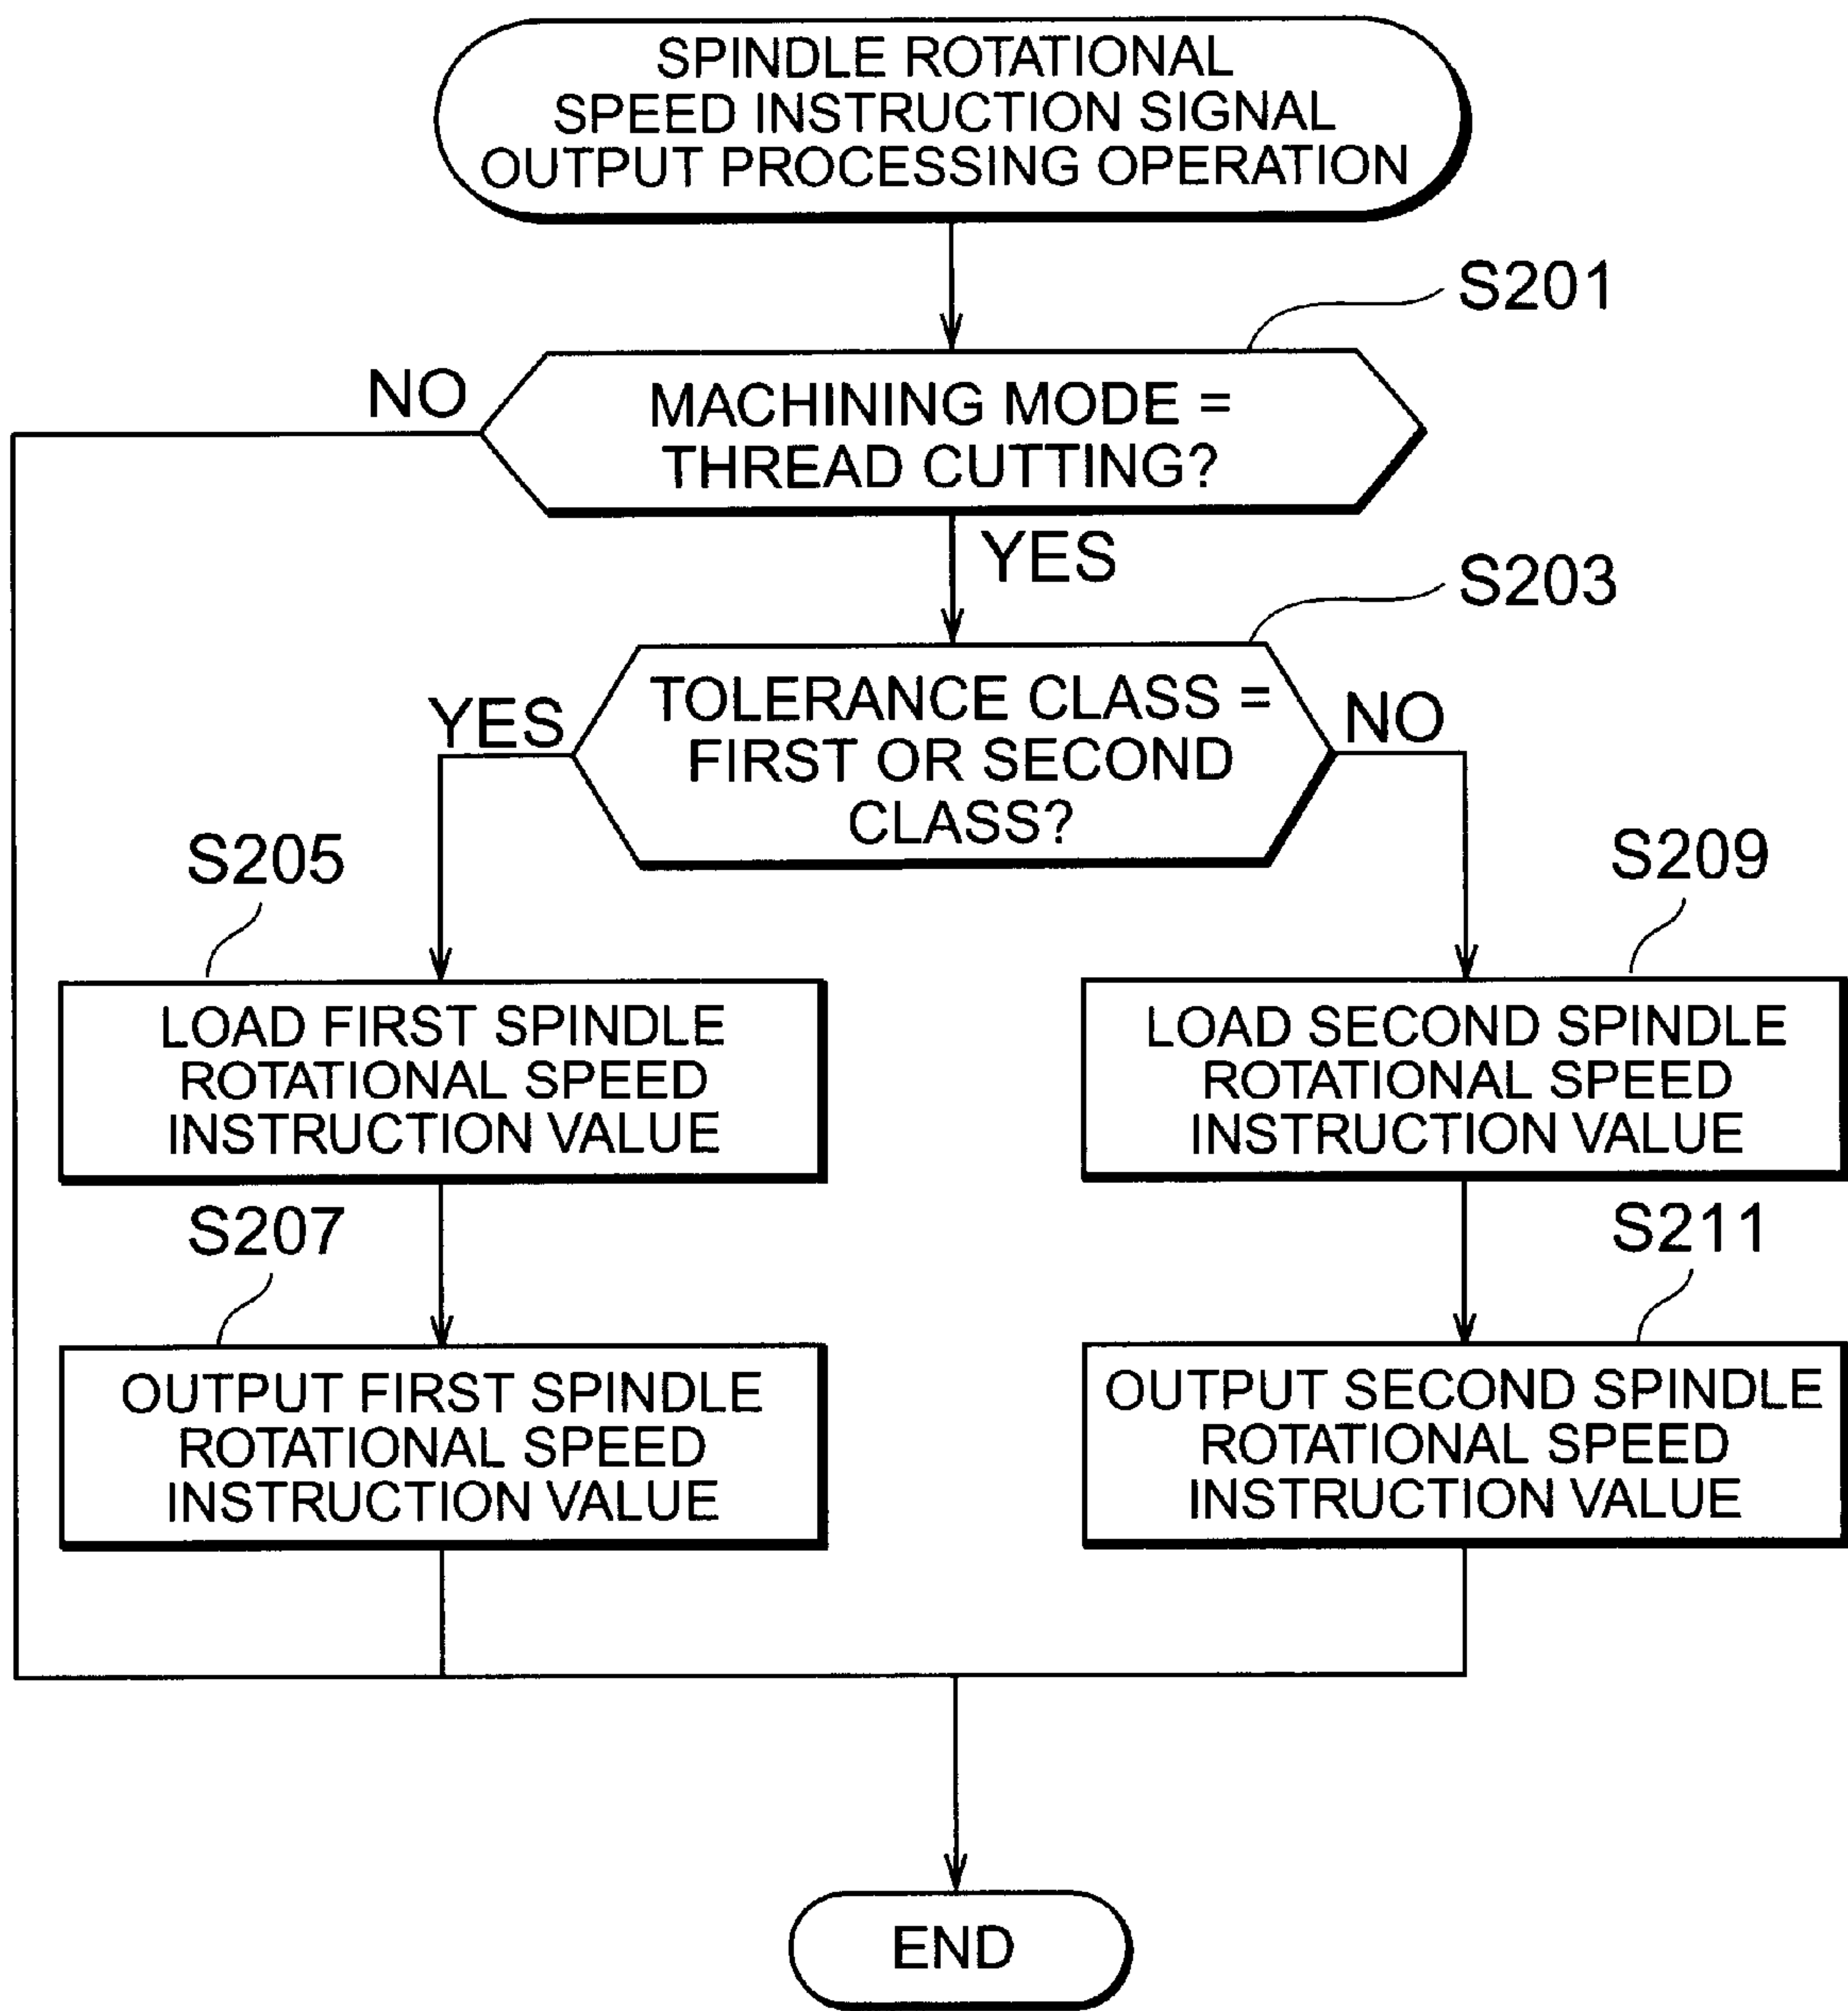 SPINDLE ROTATIONAL
SPEED INSTRUCTION SIGNAL
OUTPUT PROCESSING OPERATION
S201
NO
MACHINING MODE =
THREAD CUTTING?
YES
S203
YES
TOLERANCE CLASS =
FIRST OR SECOND
CLASS?
NO
S205
S209
LOAD FIRST SPINDLE
ROTATIONAL SPEED
INSTRUCTION VALUE
LOAD SECOND SPINDLE
ROTATIONAL SPEED
INSTRUCTION VALUE
S207
S211
OUTPUT FIRST SPINDLE
ROTATIONAL SPEED
INSTRUCTION VALUE
OUTPUT SECOND SPINDLE
ROTATIONAL SPEED
INSTRUCTION VALUE
END